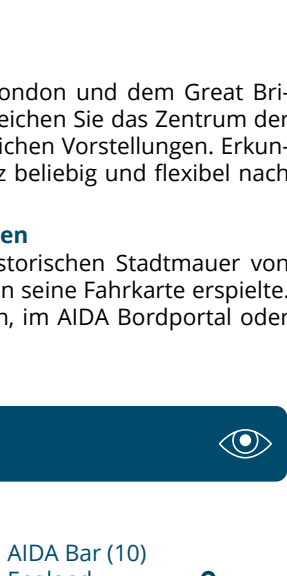 ondon und dem Great Bri-
eichen Sie das Zentrum der
ichen Vorstellungen. Erkun-
z beliebig und flexibel nach
en
storischen Stadtmauer von
n seine Fahrkarte erspielte.
n, im AIDA Bordportal oder
AIDA Bar (10)
England